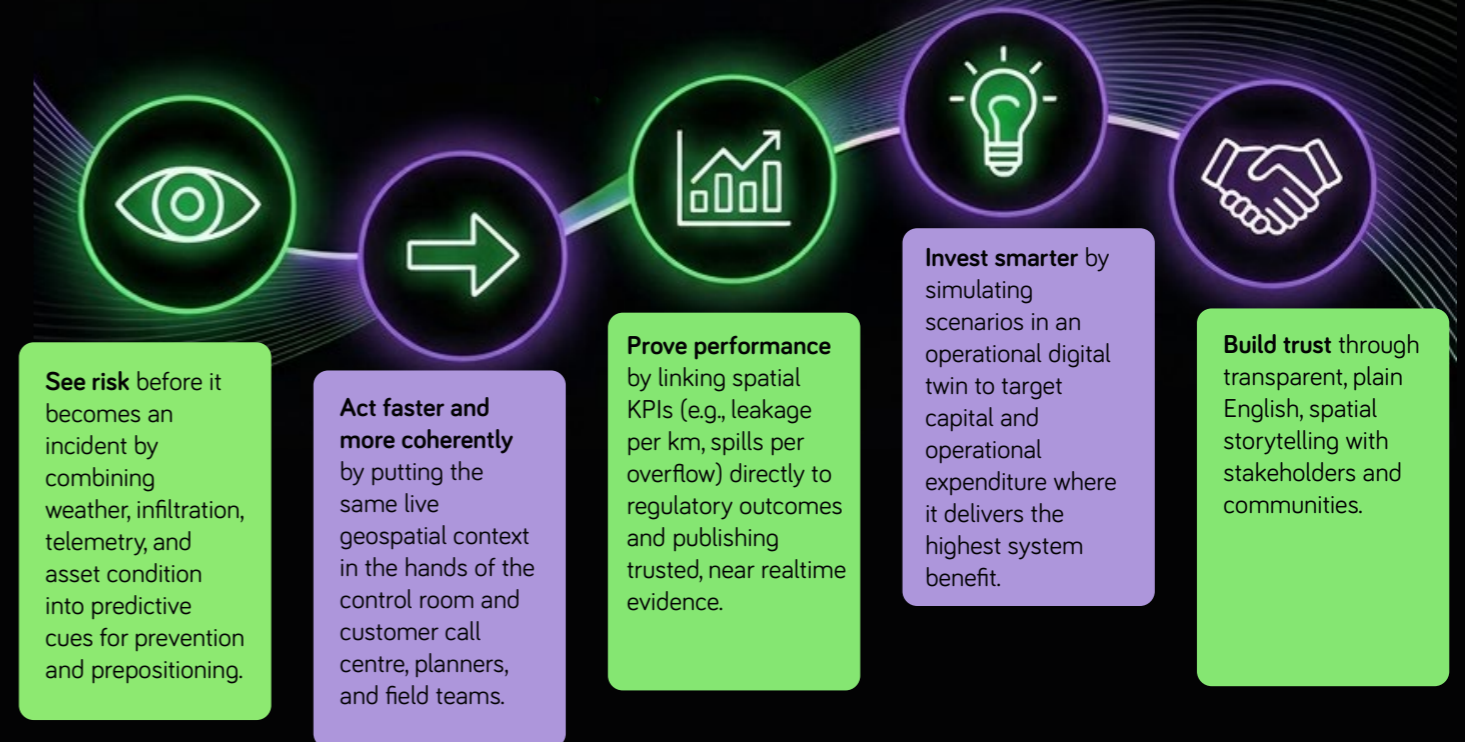 See risk before it
becomes an
incident by
combining
weather, infiltration,
telemetry, and
asset condition
into predictive
cues for prevention
and prepositioning.
Act faster and
more coherently
by putting the
same live
geospatial context
in the hands of the
control room and
customer call
centre, planners,
and field teams.
Prove performance
by linking spatial
KPIs (e.g., leakage
per km, spills per
overflow) directly to
regulatory outcomes
and publishing
trusted, near realtime
evidence.
Invest smarter by
simulating
scenarios in an
operational digital
twin to target
capital and
operational
expenditure where
it delivers the
highest system
benefit.
Build trust through
transparent, plain
English, spatial
storytelling with
stakeholders and
communities.